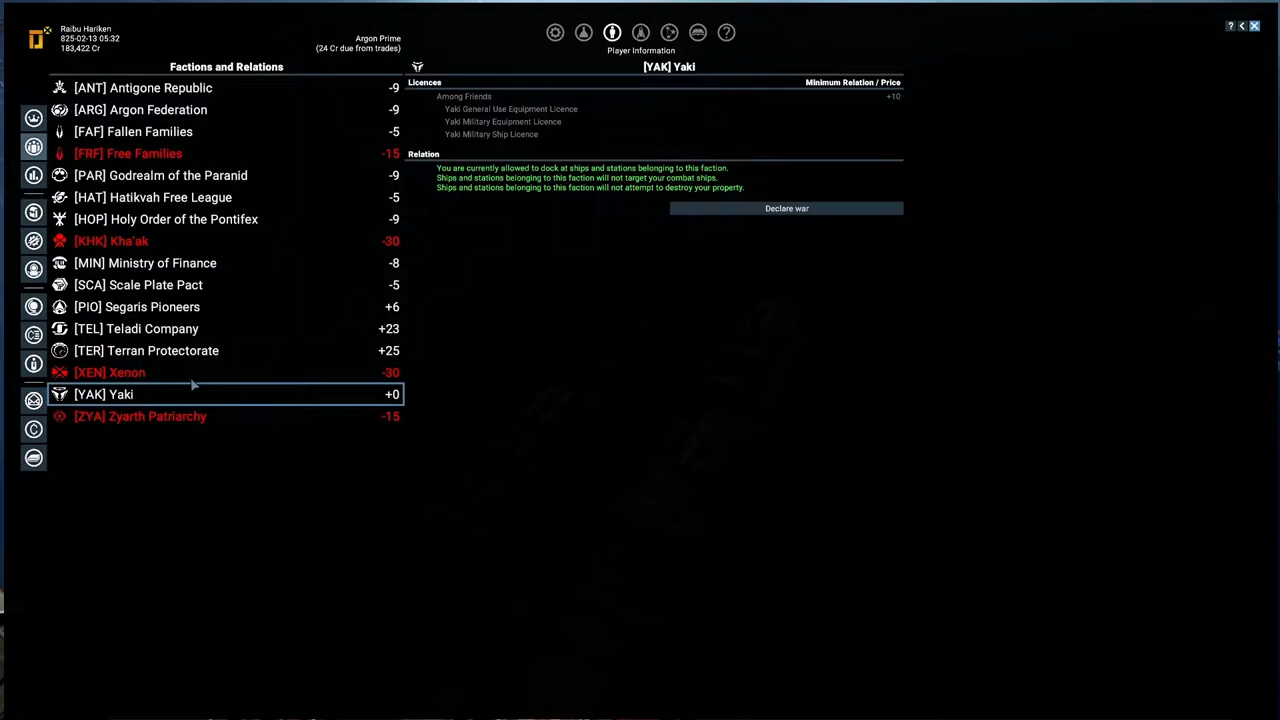 Raibu Hariken
825-02-13 05:32
183,422 Cr
Argon Prime
(24 Cr due from trades)
Player Information
Factions and Relations
[ANT] Antigone Republic -9
[ARG] Argon Federation -9
[FAF] Fallen Families -5
[FRF] Free Families -15
[PAR] Godrealm of the Paranid -9
[HAT] Hatikvah Free League -5
[HOP] Holy Order of the Pontifex -9
[KHK] Kha'ak -30
[MIN] Ministry of Finance -8
[SCA] Scale Plate Pact -5
[PIO] Segaris Pioneers +6
[TEL] Teladi Company +23
[TER] Terran Protectorate +25
[XEN] Xenon -30
[YAK] Yaki +0
[ZYA] Zyarth Patriarchy -15
[YAK] Yaki
Licences Minimum Relation / Price
Among Friends +10
Yaki General Use Equipment Licence
Yaki Military Equipment Licence
Yaki Military Ship Licence
Relation
You are currently allowed to dock at ships and stations belonging to this faction.
Ships and stations belonging to this faction will not target your combat ships.
Ships and stations belonging to this faction will not attempt to destroy your property.
Declare war